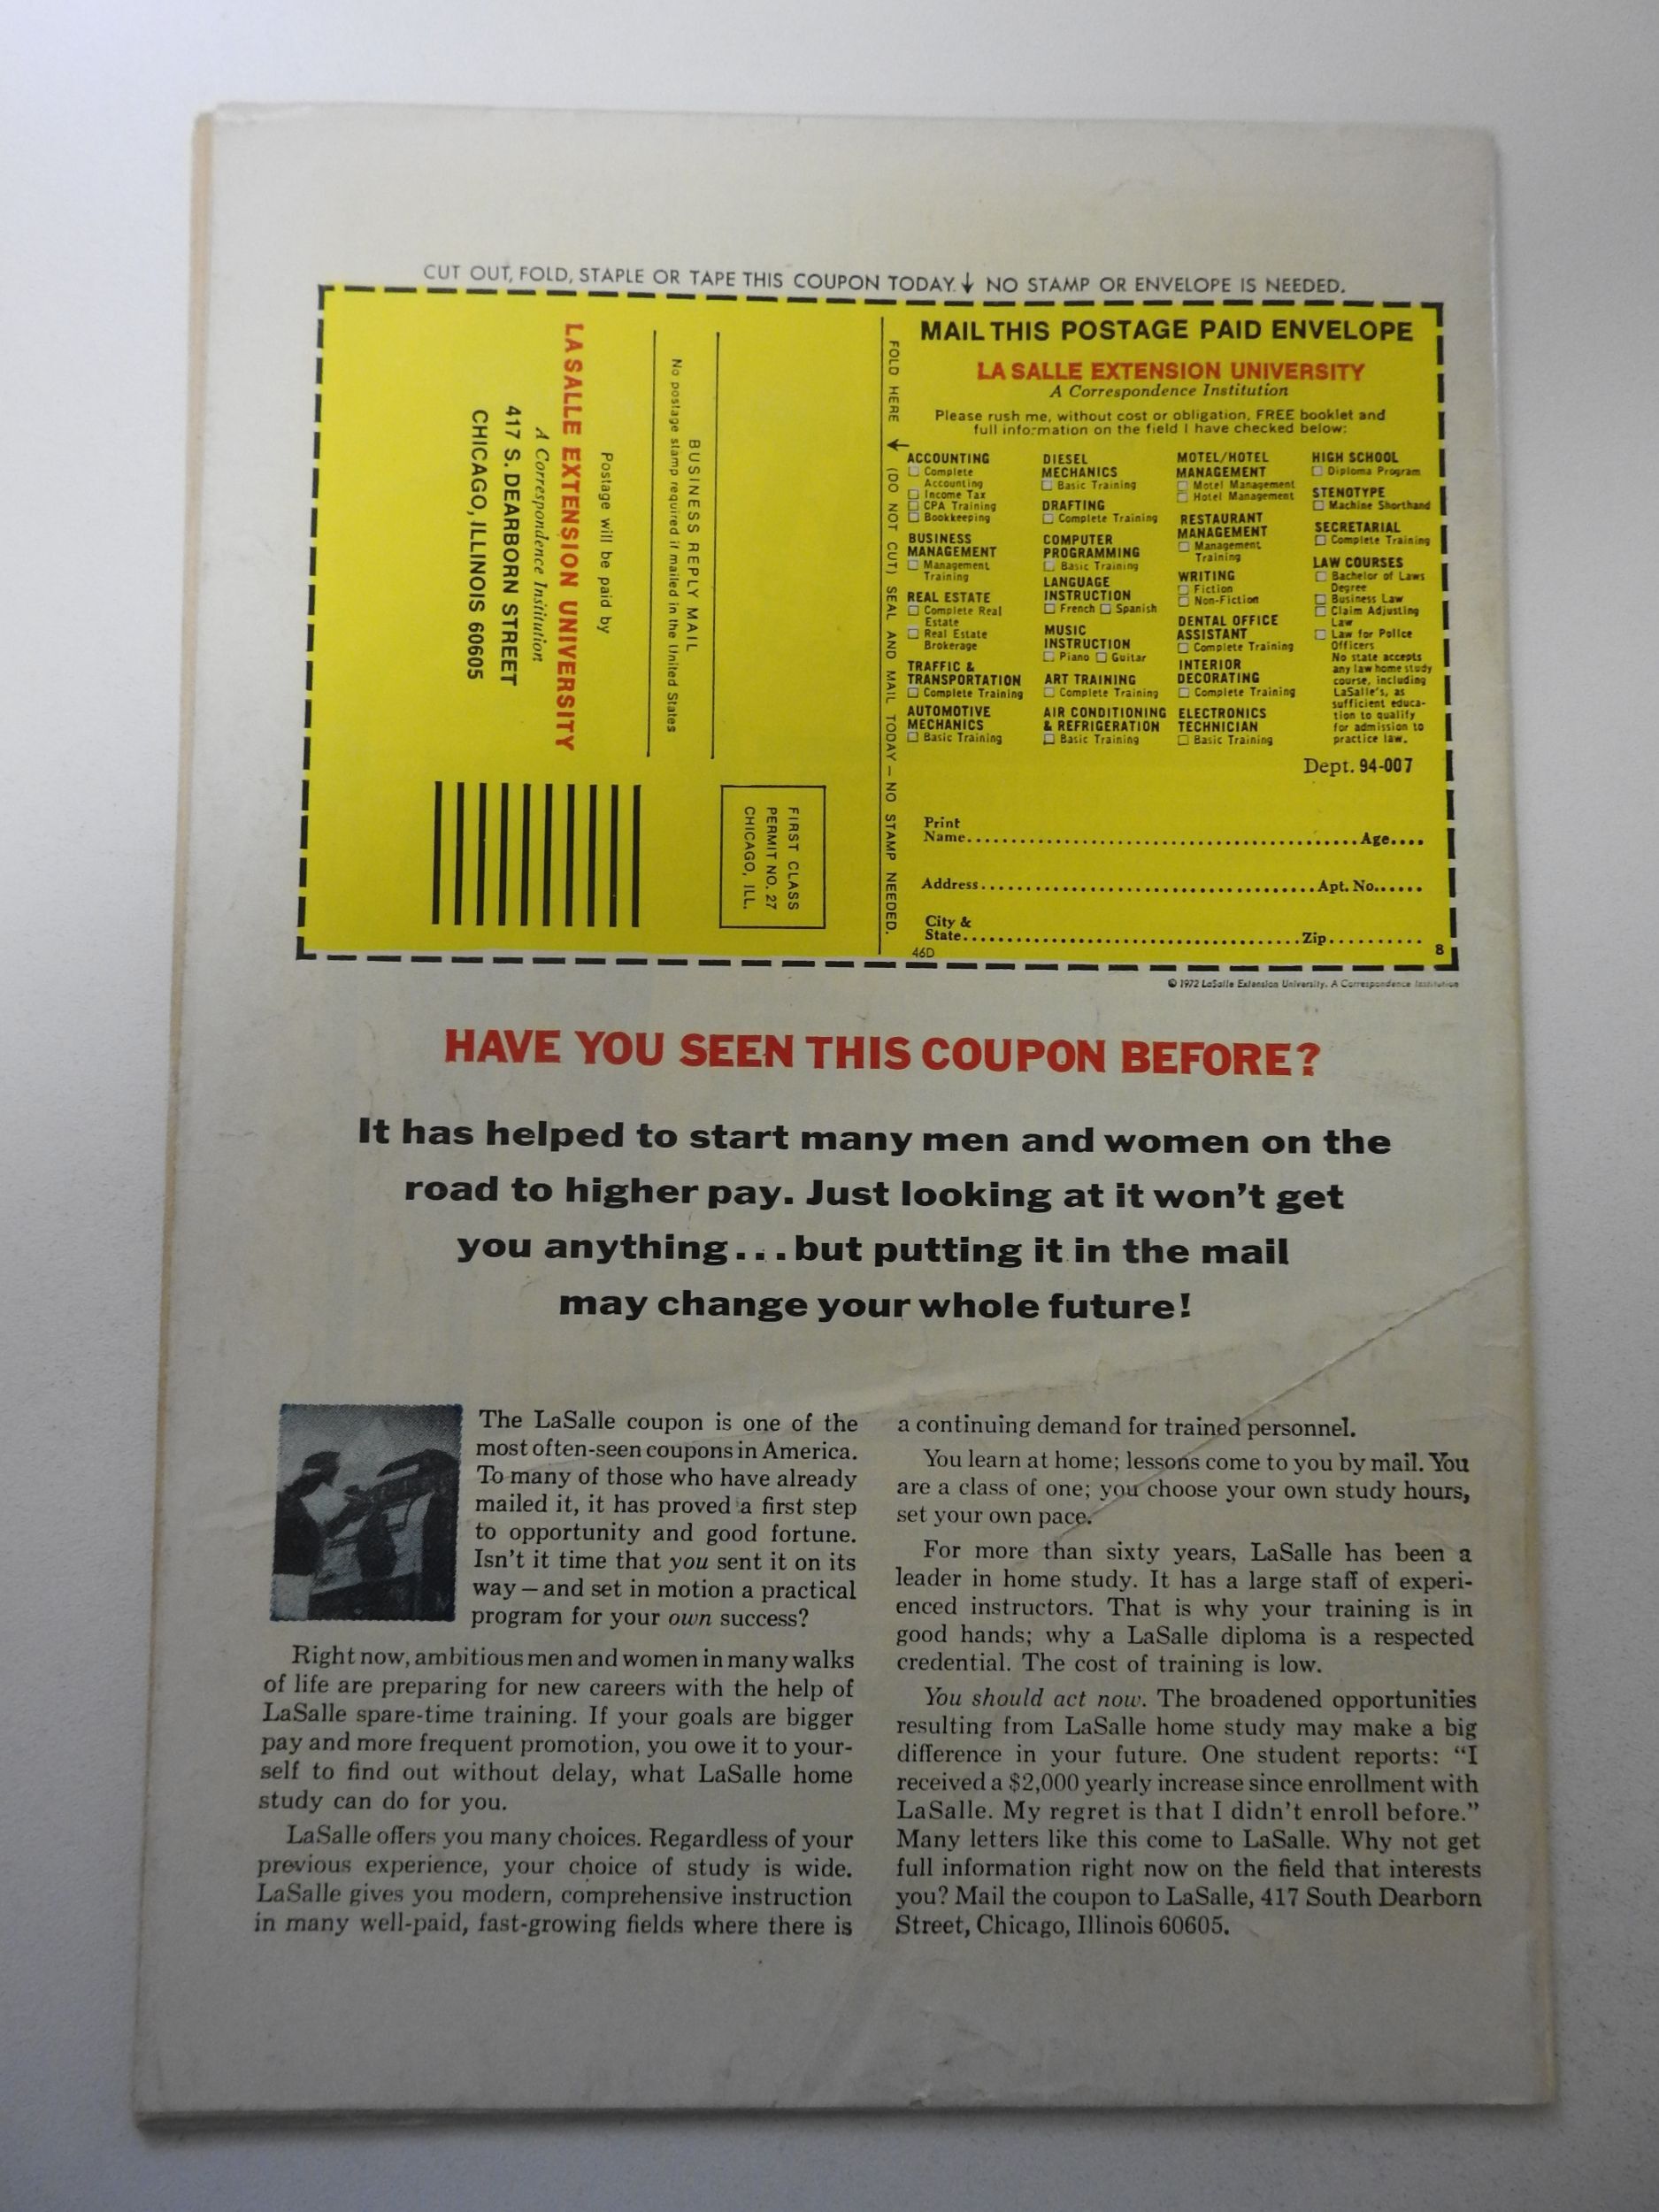 CUT OUT, FOLD, STAPLE OR TAPE THIS COUPON TODAY.↓ NO STAMP OR ENVELOPE IS NEEDED.
FIRST CLASS
PERMIT NO. 27
CHICAGO, ILL.
BUSINESS REPLY MAIL
No postage stamp required if mailed in the United States
Postage will be paid by
LA SALLE EXTENSION UNIVERSITY
A Correspondence Institution
417 S. DEARBORN STREET
CHICAGO, ILLINOIS 60605
FOLD HERE ↓ (DO NOT CUT) SEAL AND MAIL TODAY — NO STAMP NEEDED.
MAIL THIS POSTAGE PAID ENVELOPE
LA SALLE EXTENSION UNIVERSITY
A Correspondence Institution
Please rush me, without cost or obligation, FREE booklet and
full information on the field I have checked below:
ACCOUNTING
☐ Complete
Accounting
☐ Income Tax
☐ CPA Training
☐ Bookkeeping
BUSINESS
MANAGEMENT
☐ Management
Training
REAL ESTATE
☐ Complete Real
Estate
☐ Real Estate
Brokerage
TRAFFIC &
TRANSPORTATION
☐ Complete Training
AUTOMOTIVE
MECHANICS
☐ Basic Training
DIESEL
MECHANICS
☐ Basic Training
DRAFTING
☐ Complete Training
COMPUTER
PROGRAMMING
☐ Basic Training
LANGUAGE
INSTRUCTION
☐ French ☐ Spanish
MUSIC
INSTRUCTION
☐ Piano ☐ Guitar
ART TRAINING
☐ Complete Training
AIR CONDITIONING
& REFRIGERATION
☐ Basic Training
MOTEL/HOTEL
MANAGEMENT
☐ Motel Management
☐ Hotel Management
RESTAURANT
MANAGEMENT
☐ Management
Training
WRITING
☐ Fiction
☐ Non-Fiction
DENTAL OFFICE
ASSISTANT
☐ Complete Training
INTERIOR
DECORATING
☐ Complete Training
ELECTRONICS
TECHNICIAN
☐ Basic Training
HIGH SCHOOL
☐ Diploma Program
STENOTYPE
☐ Machine Shorthand
SECRETARIAL
☐ Complete Training
LAW COURSES
☐ Bachelor of Laws
Degree
☐ Business Law
☐ Claim Adjusting
Law
☐ Law for Police
Officers
No state accepts
any law home study
course, including
LaSalle's, as
sufficient educa-
tion to qualify
for admission to
practice law.
Dept. 94-007
Print
Name........................................Age....
Address..................................Apt. No......
City &
State..................................Zip..........
46D 8
© 1972 LaSalle Extension University, A Correspondence Institution
HAVE YOU SEEN THIS COUPON BEFORE?
It has helped to start many men and women on the
road to higher pay. Just looking at it won't get
you anything...but putting it in the mail
may change your whole future!
The LaSalle coupon is one of the
most often-seen coupons in America.
To many of those who have already
mailed it, it has proved a first step
to opportunity and good fortune.
Isn't it time that you sent it on its
way—and set in motion a practical
program for your own success?
Right now, ambitious men and women in many walks
of life are preparing for new careers with the help of
LaSalle spare-time training. If your goals are bigger
pay and more frequent promotion, you owe it to your-
self to find out without delay, what LaSalle home
study can do for you.
LaSalle offers you many choices. Regardless of your
previous experience, your choice of study is wide.
LaSalle gives you modern, comprehensive instruction
in many well-paid, fast-growing fields where there is
a continuing demand for trained personnel.
You learn at home; lessons come to you by mail. You
are a class of one; you choose your own study hours,
set your own pace.
For more than sixty years, LaSalle has been a
leader in home study. It has a large staff of experi-
enced instructors. That is why your training is in
good hands; why a LaSalle diploma is a respected
credential. The cost of training is low.
You should act now. The broadened opportunities
resulting from LaSalle home study may make a big
difference in your future. One student reports: "I
received a $2,000 yearly increase since enrollment with
LaSalle. My regret is that I didn't enroll before."
Many letters like this come to LaSalle. Why not get
full information right now on the field that interests
you? Mail the coupon to LaSalle, 417 South Dearborn
Street, Chicago, Illinois 60605.